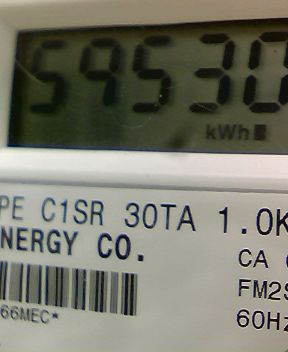 59530
kWh
PE C1SR 30TA 1.0K
NERGY CO.
CA
FM2S
66MEC*
60Hz